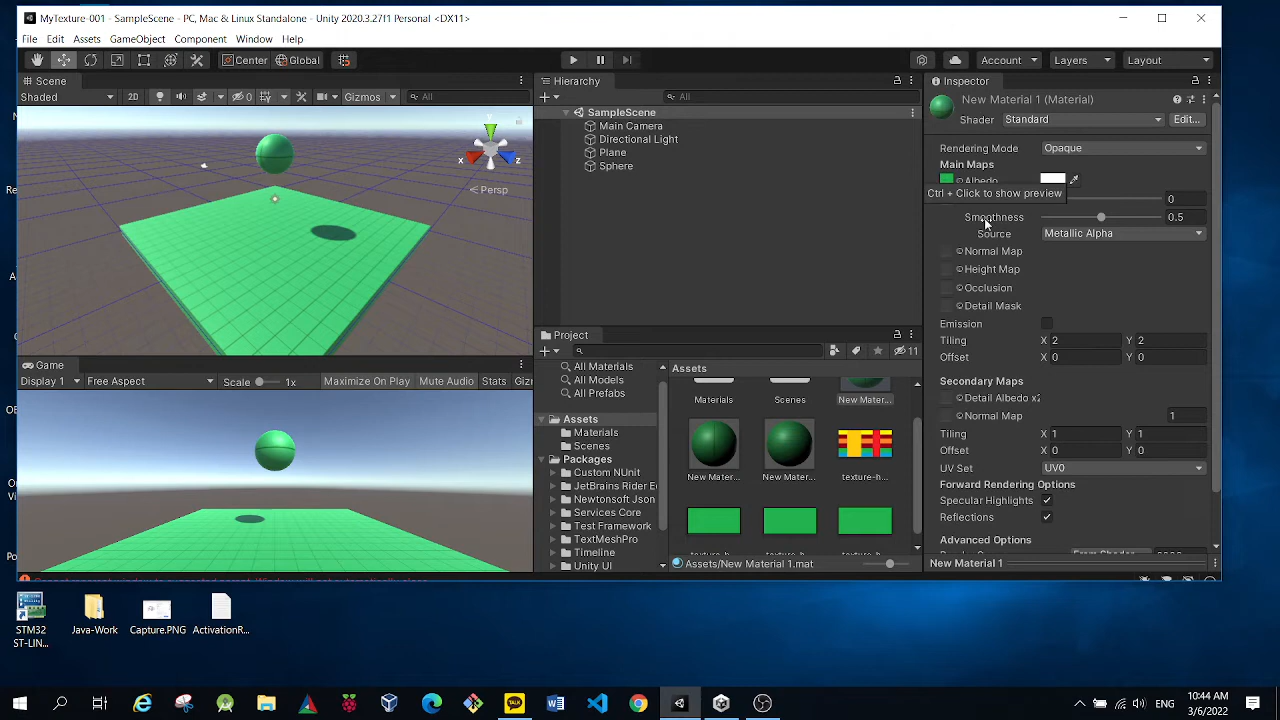 MyTexture-001 - SampleScene - PC, Mac & Linux Standalone - Unity 2020.3.27f1 Personal <DX11>
File Edit Assets GameObject Component Window Help
Center Global Account Layers Layout
Scene
Shaded 2D 0 Gizmos All
Y
X Z
Persp
Game
Display 1 Free Aspect Scale 1x Maximize On Play Mute Audio Stats Giz
Hierarchy
All
SampleScene
Main Camera
Directional Light
Plane
Sphere
Project
11
All Materials
All Models
All Prefabs
Assets
Materials
Scenes
Packages
Custom NUnit
JetBrains Rider E
Newtonsoft Json
Services Core
Test Framework
TextMeshPro
Timeline
Unity UI
Assets
Materials Scenes New Mater...
New Mater... New Mater... texture-h...
Assets/New Material 1.mat
Inspector
New Material 1 (Material)
Shader Standard Edit...
Rendering Mode Opaque
Main Maps
Albedo
Ctrl + Click to show preview
0
Smoothness 0.5
Source Metallic Alpha
Normal Map
Height Map
Occlusion
Detail Mask
Emission
Tiling X 2 Y 2
Offset X 0 Y 0
Secondary Maps
Detail Albedo x2
Normal Map 1
Tiling X 1 Y 1
Offset X 0 Y 0
UV Set UV0
Forward Rendering Options
Specular Highlights
Reflections
Advanced Options
New Material 1
STM32 ST-LIN...
Java-Work
Capture.PNG
ActivationR...
TALK
ENG
10:44 AM
3/6/2022